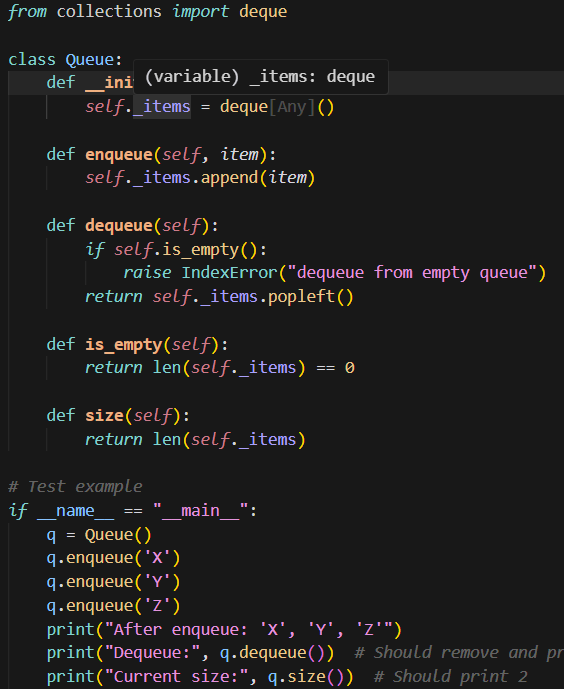 from collections import deque
class Queue:
(variable) _items: deque
    def __ini
        self._items = deque[Any]()
    def enqueue(self, item):
        self._items.append(item)
    def dequeue(self):
        if self.is_empty():
            raise IndexError("dequeue from empty queue")
        return self._items.popleft()
    def is_empty(self):
        return len(self._items) == 0
    def size(self):
        return len(self._items)
# Test example
if __name__ == "__main__":
    q = Queue()
    q.enqueue('X')
    q.enqueue('Y')
    q.enqueue('Z')
    print("After enqueue: 'X', 'Y', 'Z'")
    print("Dequeue:", q.dequeue())  # Should remove and pr
    print("Current size:", q.size())  # Should print 2